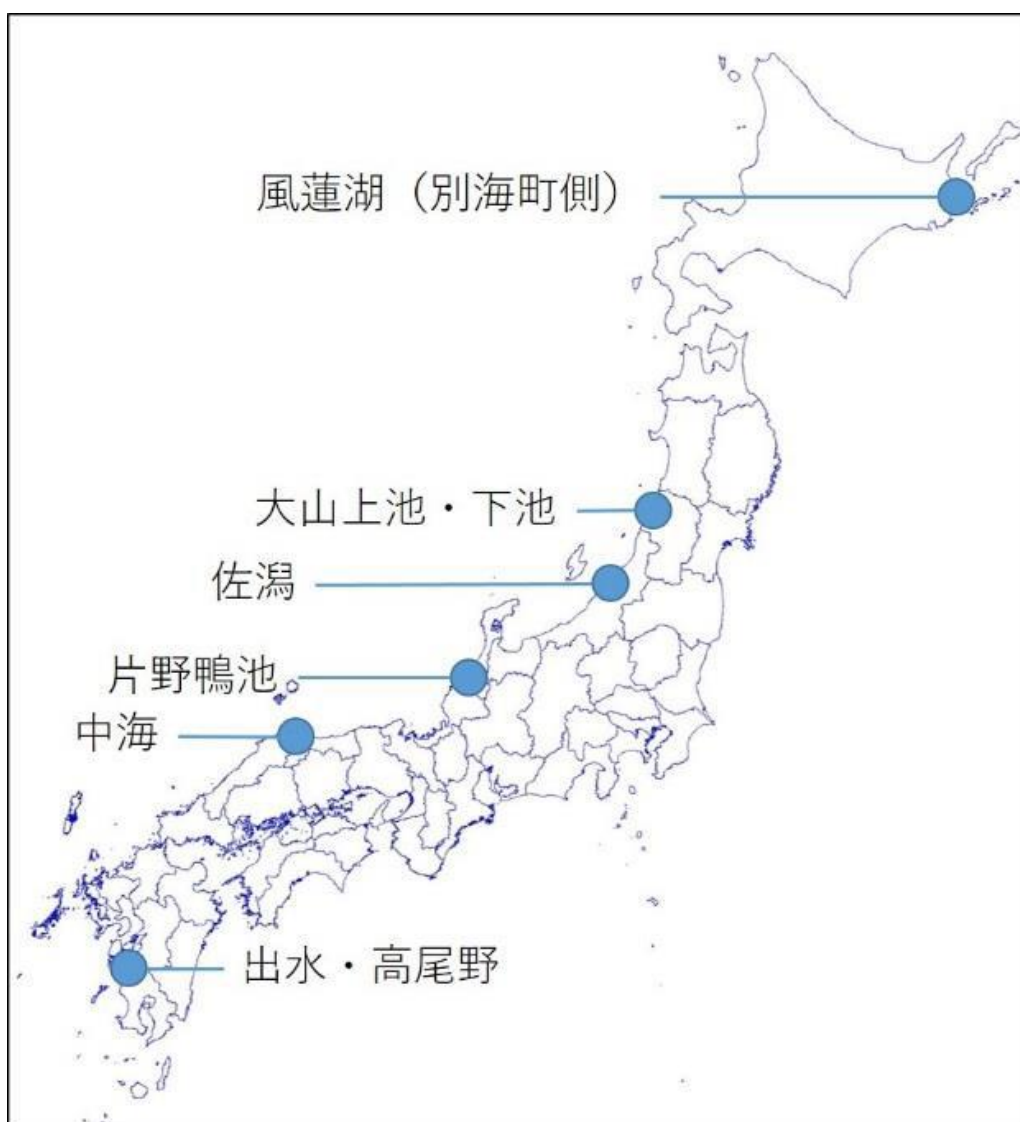 風蓮湖（別海町側）
大山上池・下池
佐潟
片野鴨池
中海
出水・高尾野